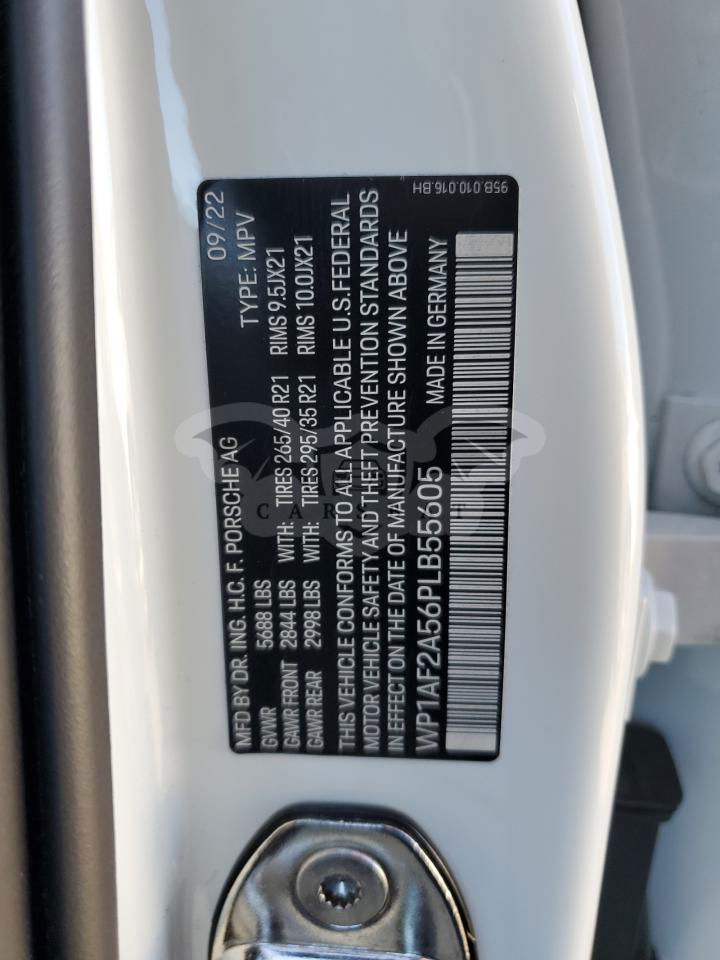 MFD BY DR. ING. H.C. F. PORSCHE AG 09/22
GVWR 5688 LBS TYPE: MPV
GAWR FRONT 2844 LBS WITH: TIRES 265/40 R21 RIMS 9.5JX21
GAWR REAR 2998 LBS WITH: TIRES 295/35 R21 RIMS 10.0JX21
THIS VEHICLE CONFORMS TO ALL APPLICABLE U.S. FEDERAL
MOTOR VEHICLE SAFETY AND THEFT PREVENTION STANDARDS
IN EFFECT ON THE DATE OF MANUFACTURE SHOWN ABOVE
WP1AF2A56PLB55605 MADE IN GERMANY
95B.010.016.BH